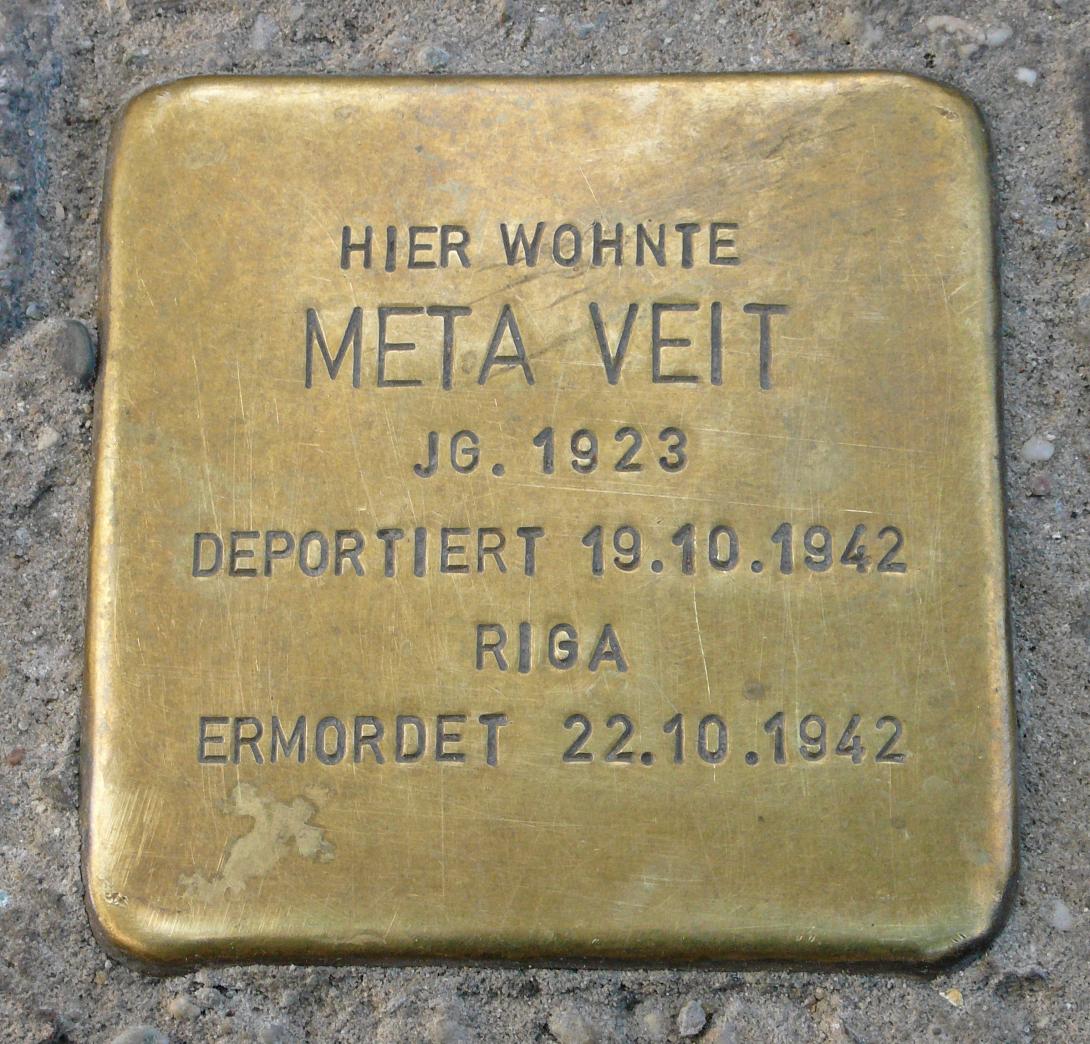 HIER WOHNTE
META VEIT
JG. 1923
DEPORTIERT 19.10.1942
RIGA
ERMORDET 22.10.1942